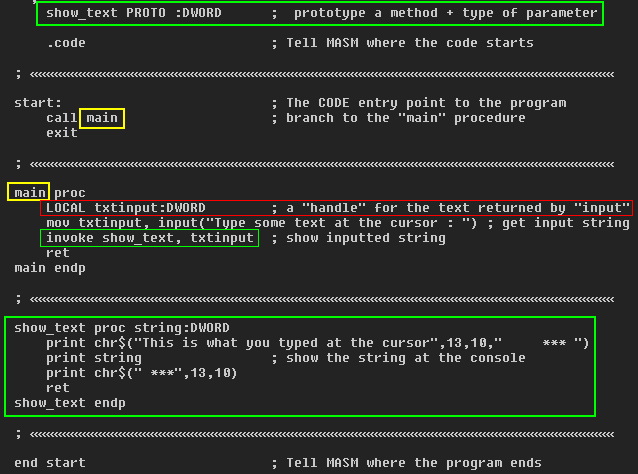 ;
show_text PROTO :DWORD ; prototype a method + type of parameter
.code ; Tell MASM where the code starts
; «««««««««««««««««««««««««««««««««««««««««««««««««««««««««««««««««««««««««
start: ; The CODE entry point to the program
call main ; branch to the "main" procedure
exit
; «««««««««««««««««««««««««««««««««««««««««««««««««««««««««««««««««««««««««
main proc
LOCAL txtinput:DWORD ; a "handle" for the text returned by "input"
mov txtinput, input("Type some text at the cursor : ") ; get input string
invoke show_text, txtinput ; show inputted string
ret
main endp
; «««««««««««««««««««««««««««««««««««««««««««««««««««««««««««««««««««««««««
show_text proc string:DWORD
print chr$("This is what you typed at the cursor",13,10,"     *** ")
print string ; show the string at the console
print chr$(" ***",13,10)
ret
show_text endp
; «««««««««««««««««««««««««««««««««««««««««««««««««««««««««««««««««««««««««
end start ; Tell MASM where the program ends